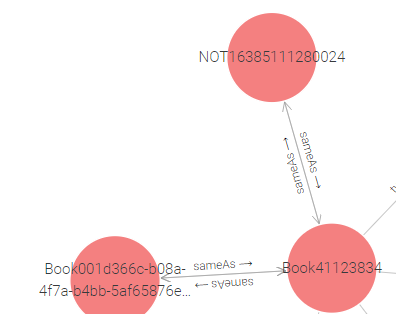 NOT16385111280024
sameAs →
sameAs →
Book41123834
Book001d366c-b08a-
4f7a-b4bb-5af65876e...
sameAs →
sameAs →